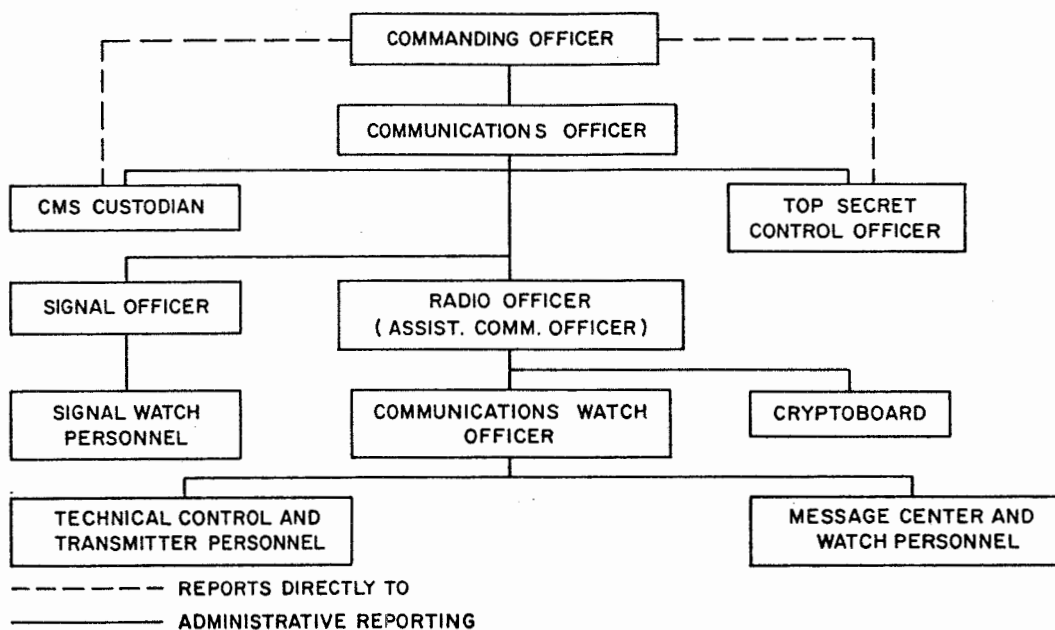 COMMANDING OFFICER
COMMUNICATIONS OFFICER
CMS CUSTODIAN
TOP SECRET
CONTROL OFFICER
SIGNAL OFFICER
RADIO OFFICER
( ASSIST. COMM. OFFICER )
SIGNAL WATCH
PERSONNEL
COMMUNICATIONS WATCH
OFFICER
CRYPTOBOARD
TECHNICAL CONTROL AND
TRANSMITTER PERSONNEL
MESSAGE CENTER AND
WATCH PERSONNEL
REPORTS DIRECTLY TO
ADMINISTRATIVE REPORTING